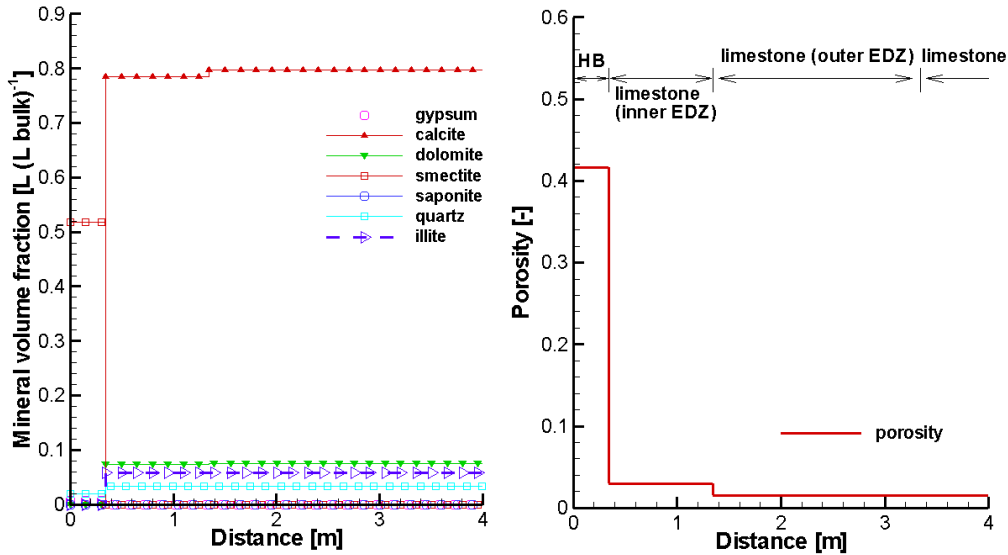 Mineral volume fraction [L (L bulk)⁻¹]
0.9
0.8
0.7
0.6
0.5
0.4
0.3
0.2
0.1
0
gypsum
calcite
dolomite
smectite
saponite
quartz
illite
0 1 2 3 4
Distance [m]
Porosity [-]
0.6
0.5
0.4
0.2
0.1
0
HB
limestone (outer EDZ)
limestone
limestone
(inner EDZ)
porosity
0 1 2 3 4
Distance [m]